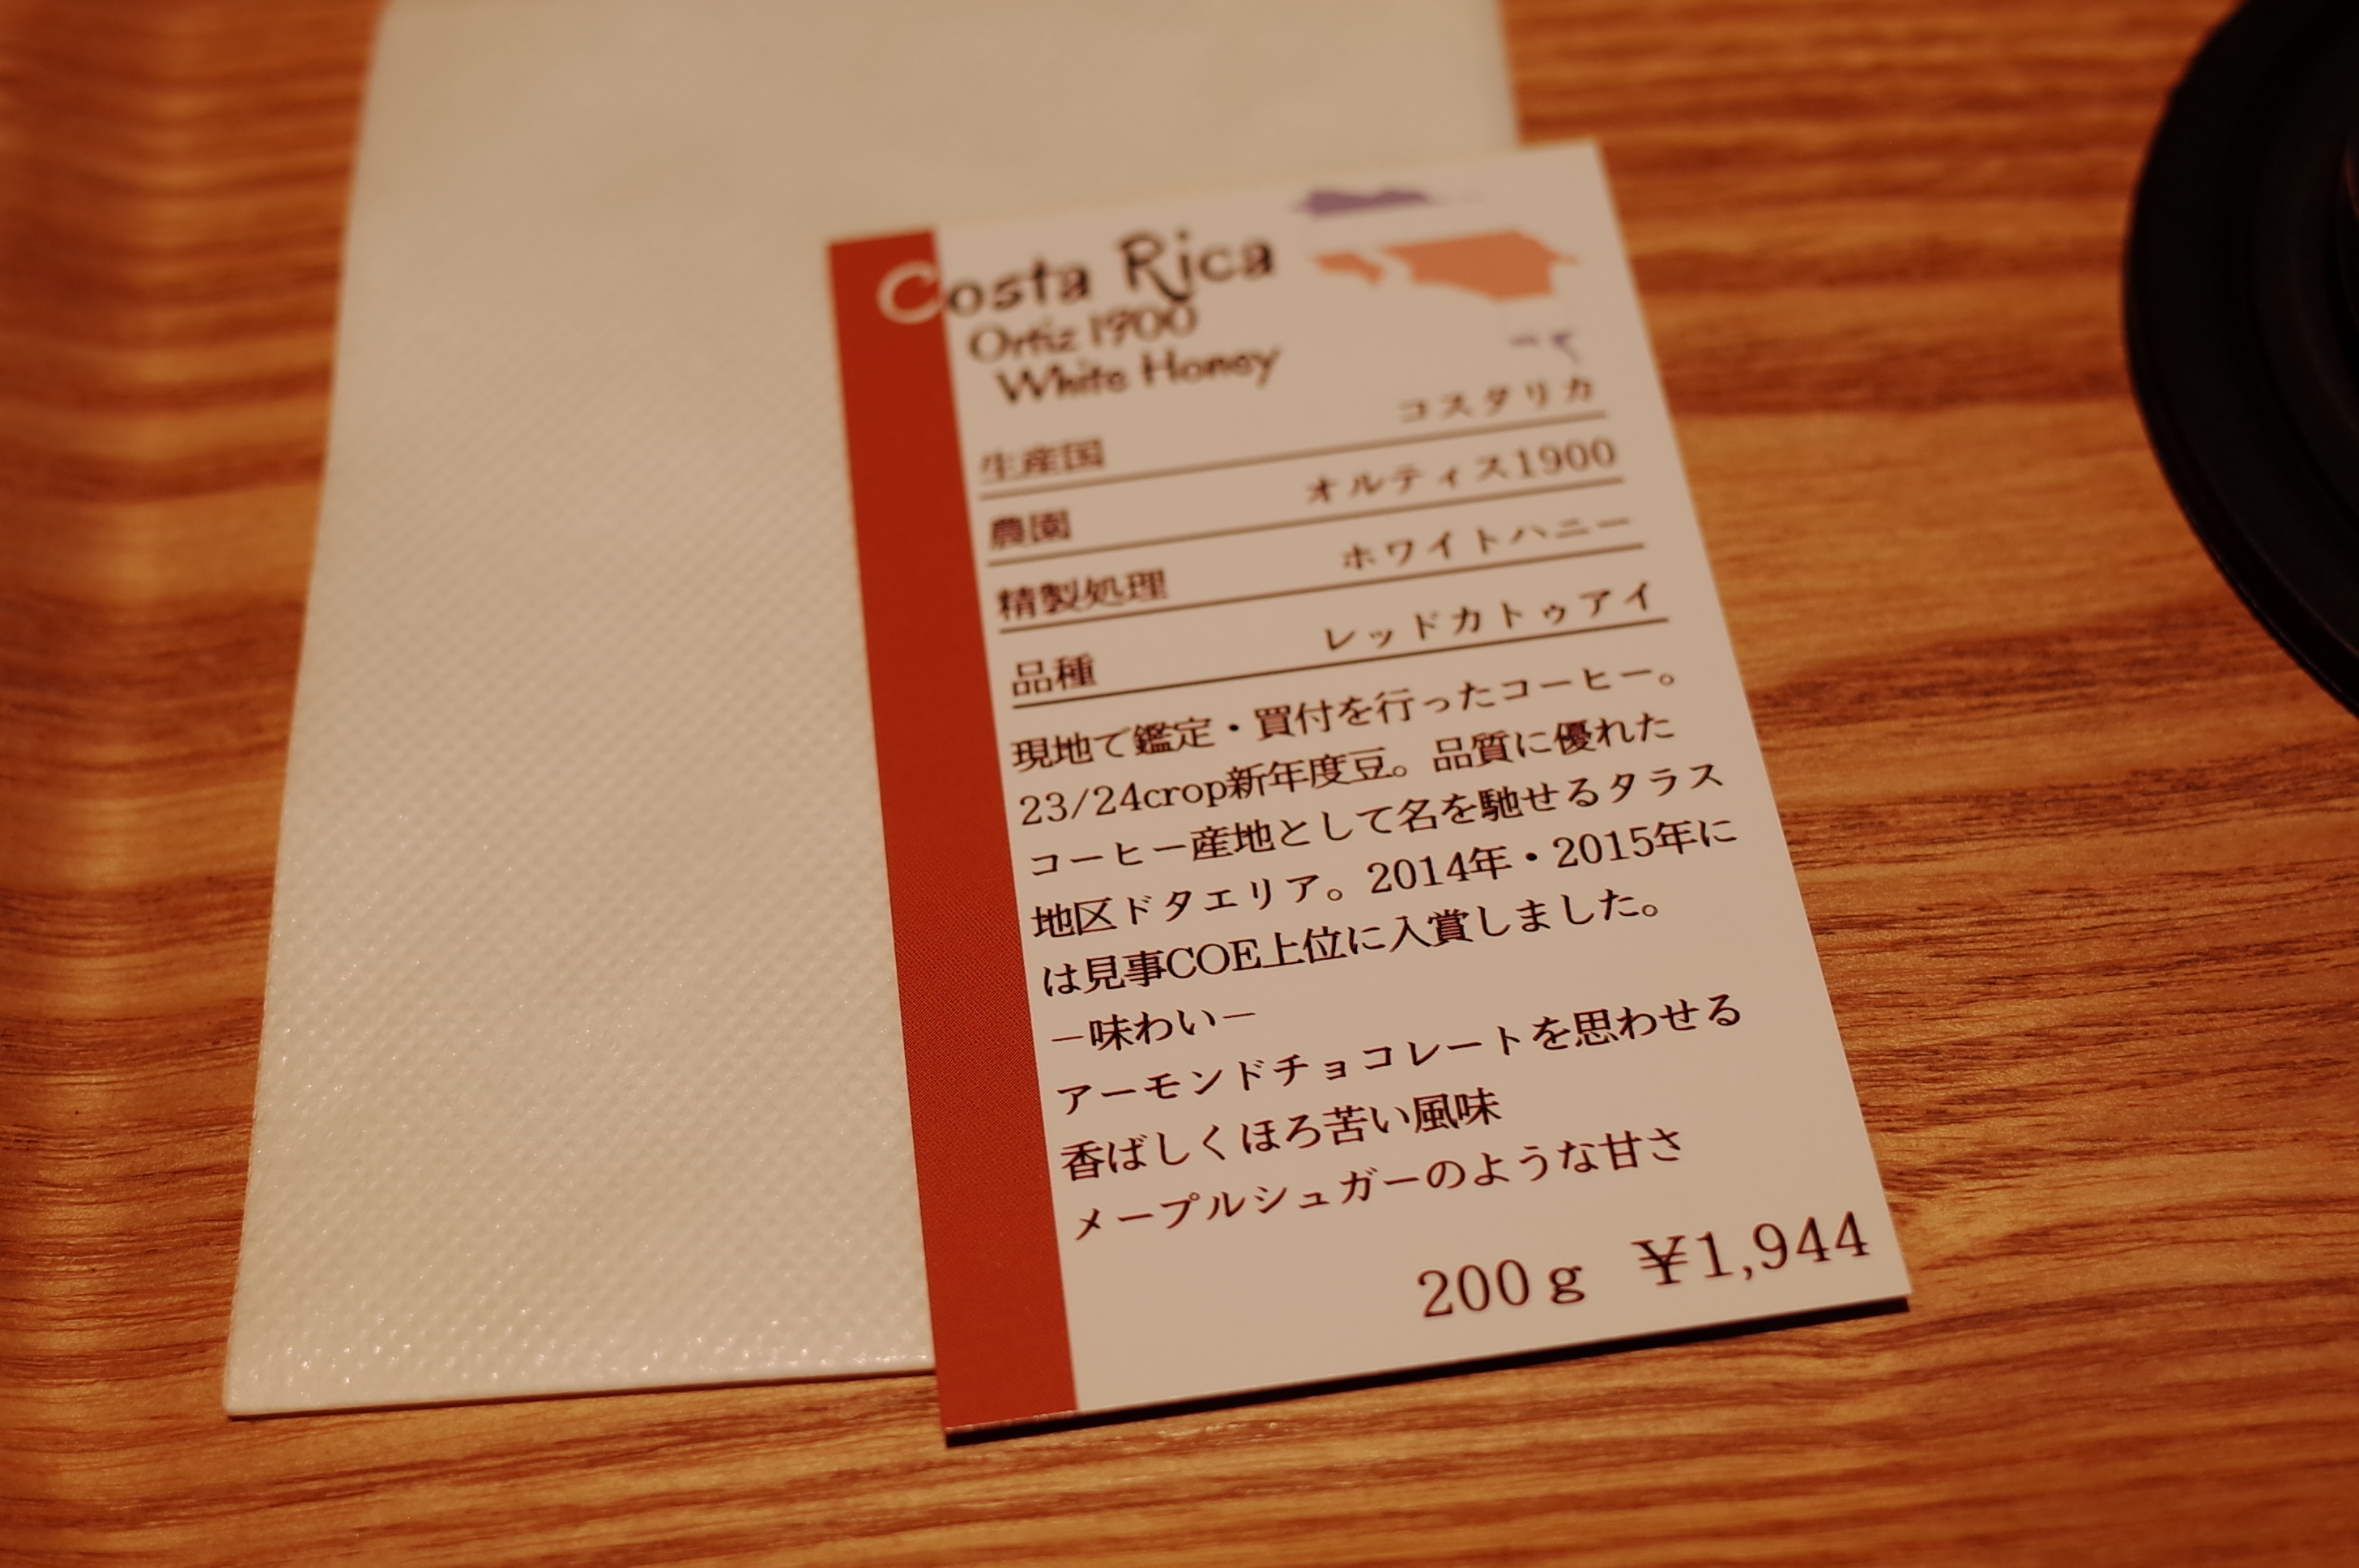 Costa Rica
Ortiz 1900
White Honey
生産国 コスタリカ
農園 オルティス1900
精製処理 ホワイトハニー
品種 レッドカトゥアイ
現地で鑑定・買付を行ったコーヒー。
23/24crop新年度豆。品質に優れた
コーヒー産地として名を馳せるタラス
地区ドタエリア。2014年・2015年に
は見事COE上位に入賞しました。
－味わい－
アーモンドチョコレートを思わせる
香ばしくほろ苦い風味
メープルシュガーのような甘さ
200g ¥1,944